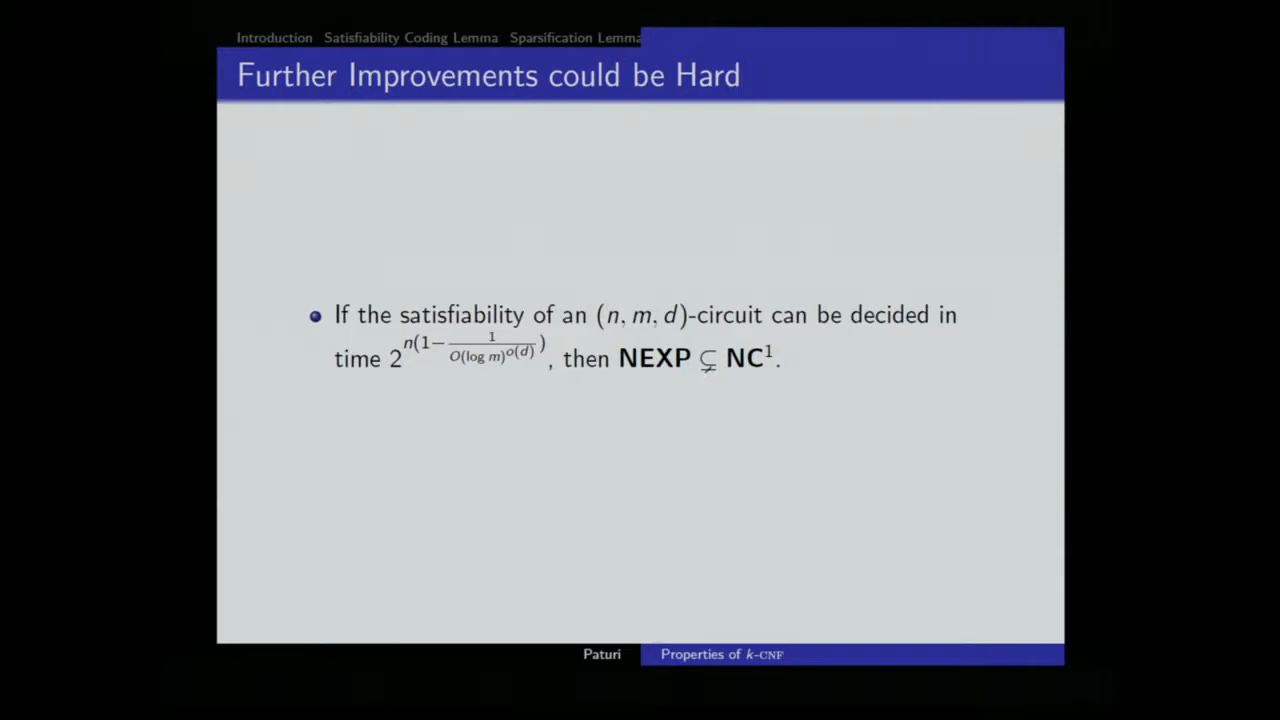 Introduction Satisfiability Coding Lemma Sparsification Lemma
Further Improvements could be Hard
If the satisfiability of an (n, m, d)-circuit can be decided in
time 2^{n(1−\frac{1}{O(log m)^{o(d)}})}, then NEXP ⊊ NC¹.
Paturi Properties of k-CNF